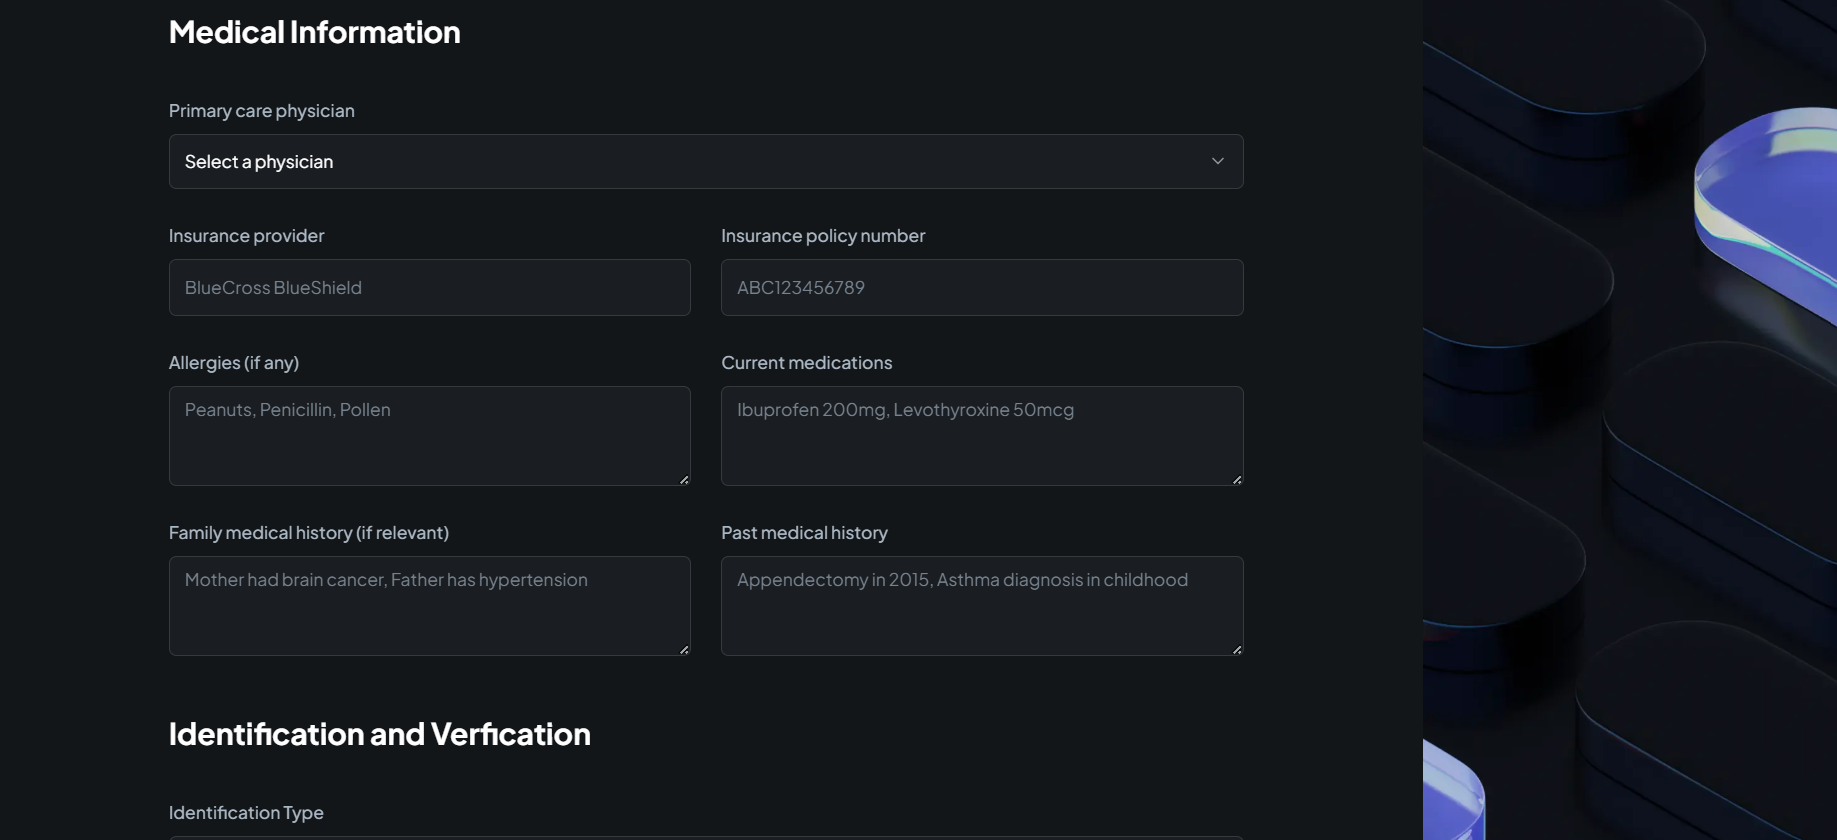 Medical Information
Primary care physician
Select a physician
Insurance provider
Insurance policy number
BlueCross BlueShield
ABC123456789
Allergies (if any)
Current medications
Peanuts, Penicillin, Pollen
Ibuprofen 200mg, Levothyroxine 50mcg
Family medical history (if relevant)
Past medical history
Mother had brain cancer, Father has hypertension
Appendectomy in 2015, Asthma diagnosis in childhood
Identification and Verfication
Identification Type